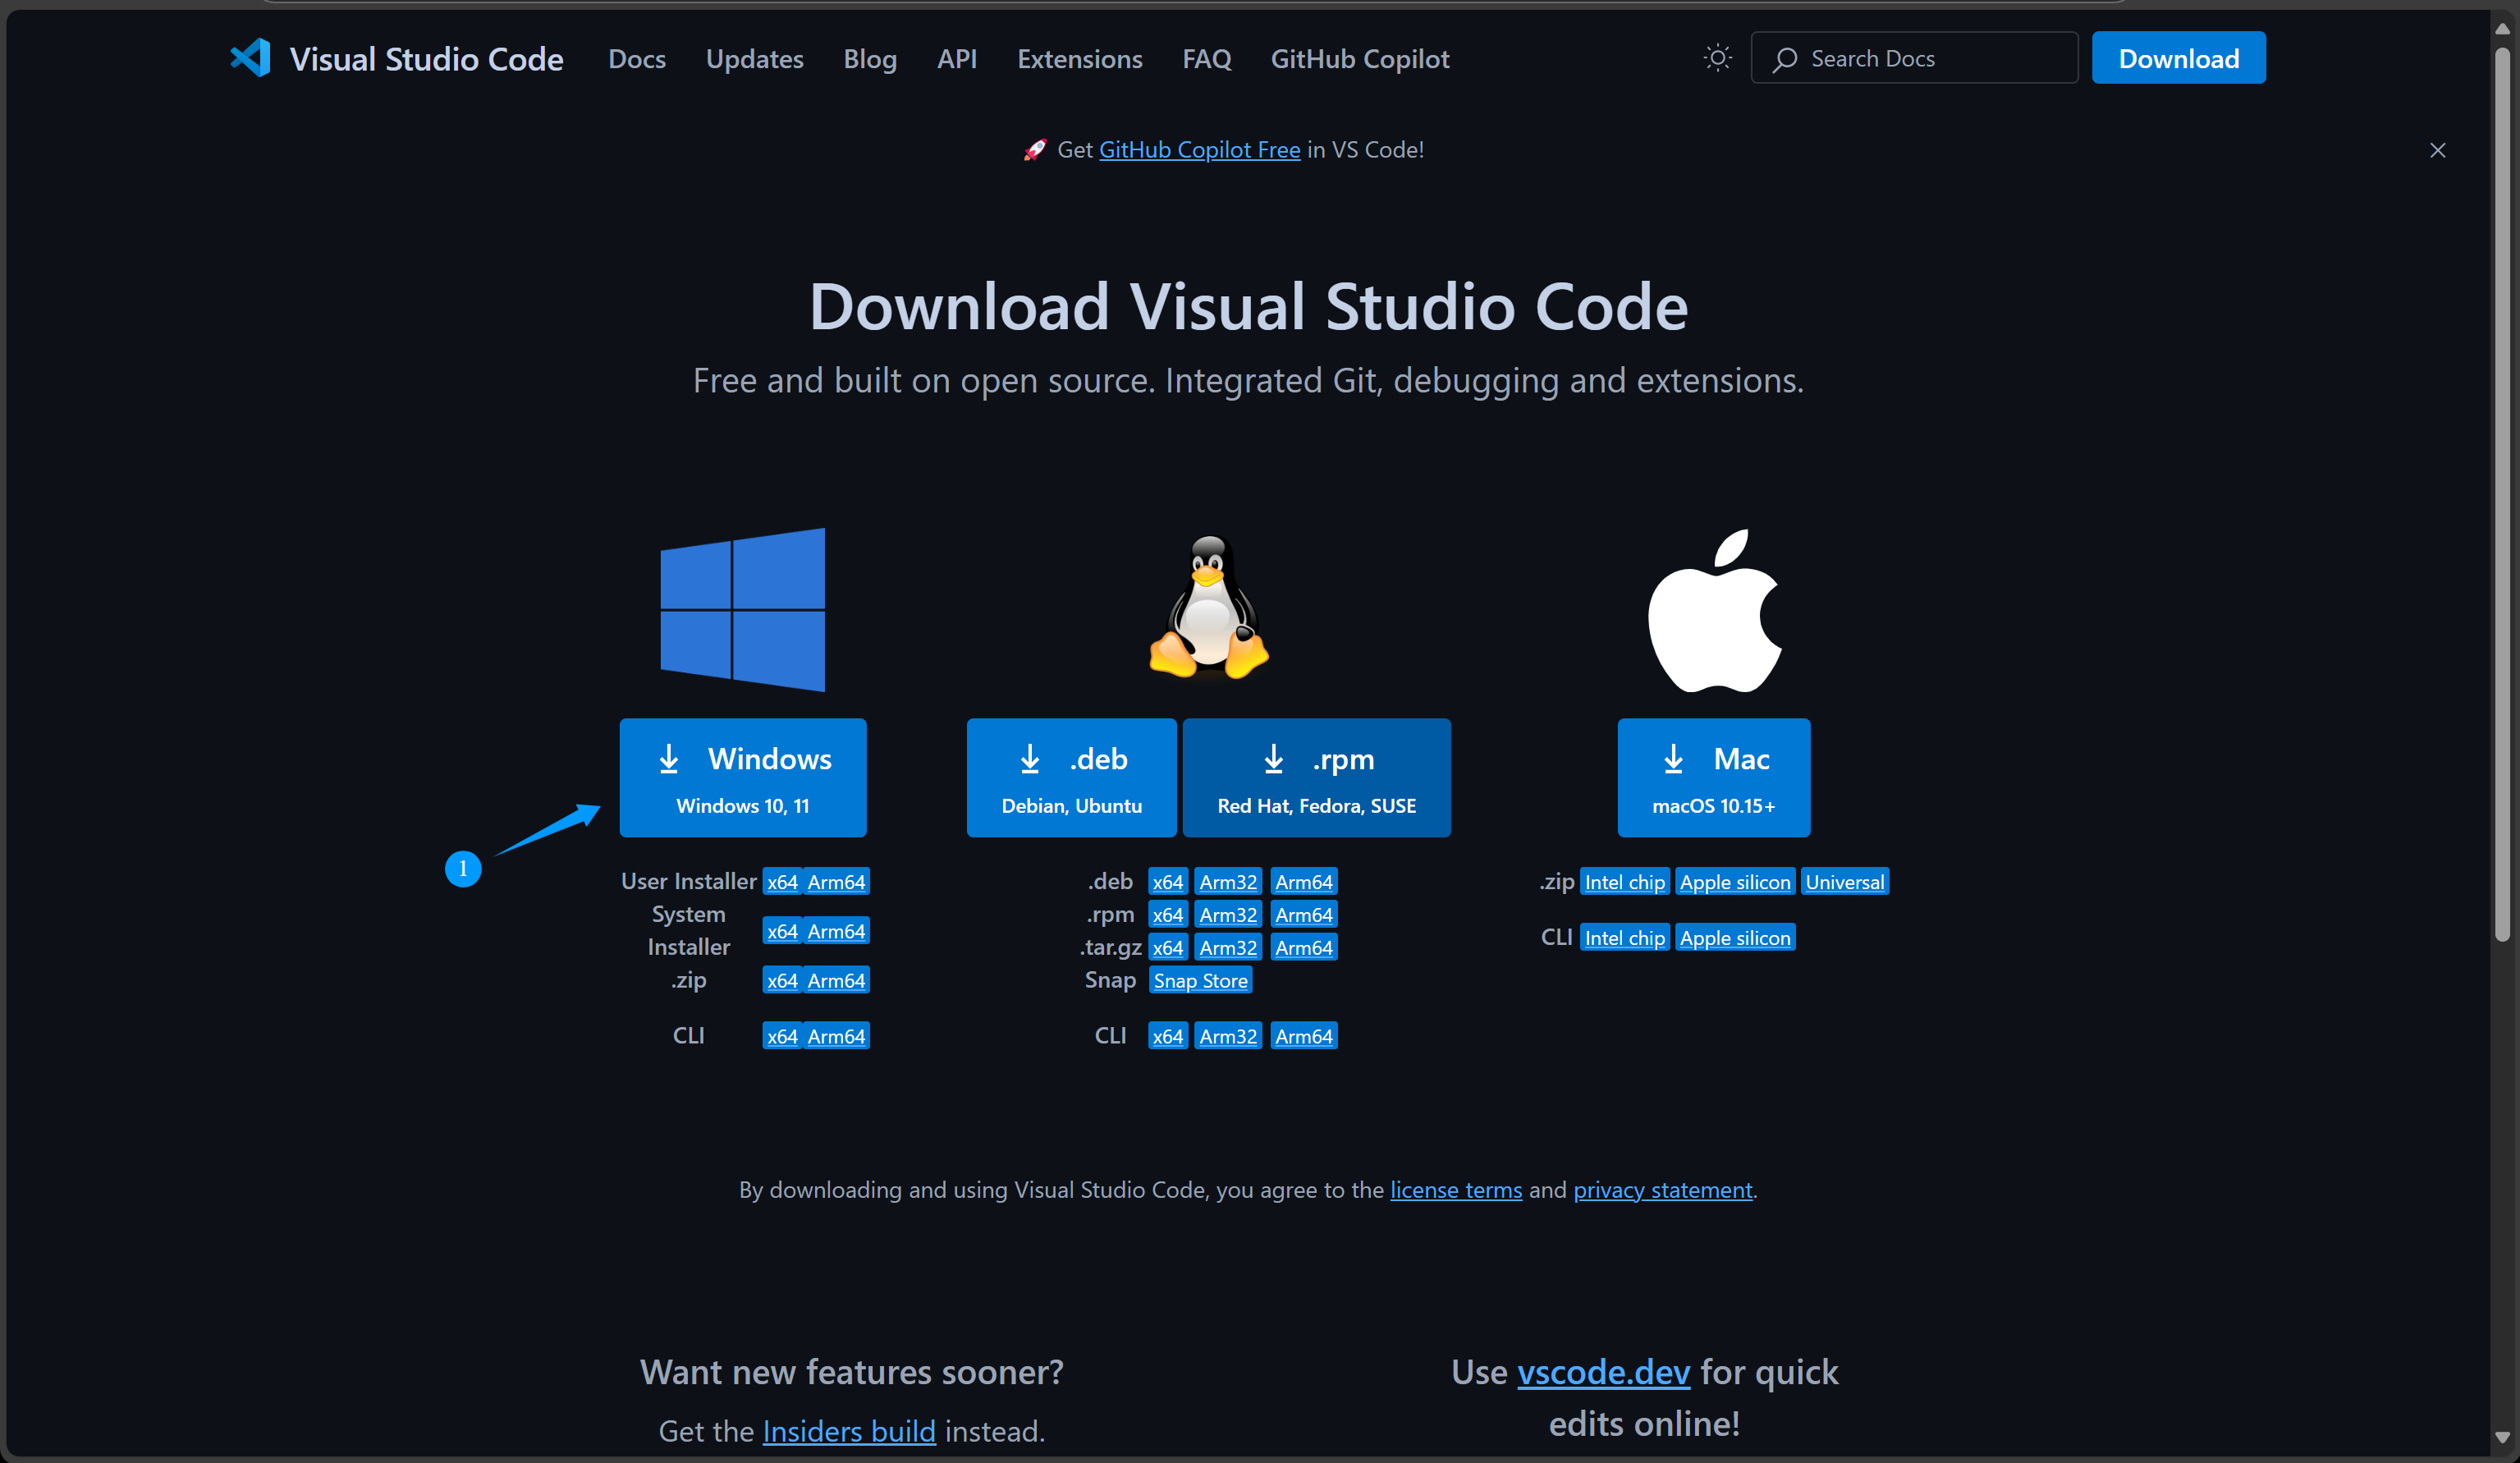 Visual Studio Code Docs Updates Blog API Extensions FAQ GitHub Copilot Search Docs Download
🚀 Get GitHub Copilot Free in VS Code!
Download Visual Studio Code
Free and built on open source. Integrated Git, debugging and extensions.
Windows
Windows 10, 11
.deb
Debian, Ubuntu
.rpm
Red Hat, Fedora, SUSE
Mac
macOS 10.15+
1
User Installer x64 Arm64
System
Installer x64 Arm64
.zip x64 Arm64
CLI x64 Arm64
.deb x64 Arm32 Arm64
.rpm x64 Arm32 Arm64
.tar.gz x64 Arm32 Arm64
Snap Snap Store
CLI x64 Arm32 Arm64
.zip Intel chip Apple silicon Universal
CLI Intel chip Apple silicon
By downloading and using Visual Studio Code, you agree to the license terms and privacy statement.
Want new features sooner?
Get the Insiders build instead.
Use vscode.dev for quick
edits online!